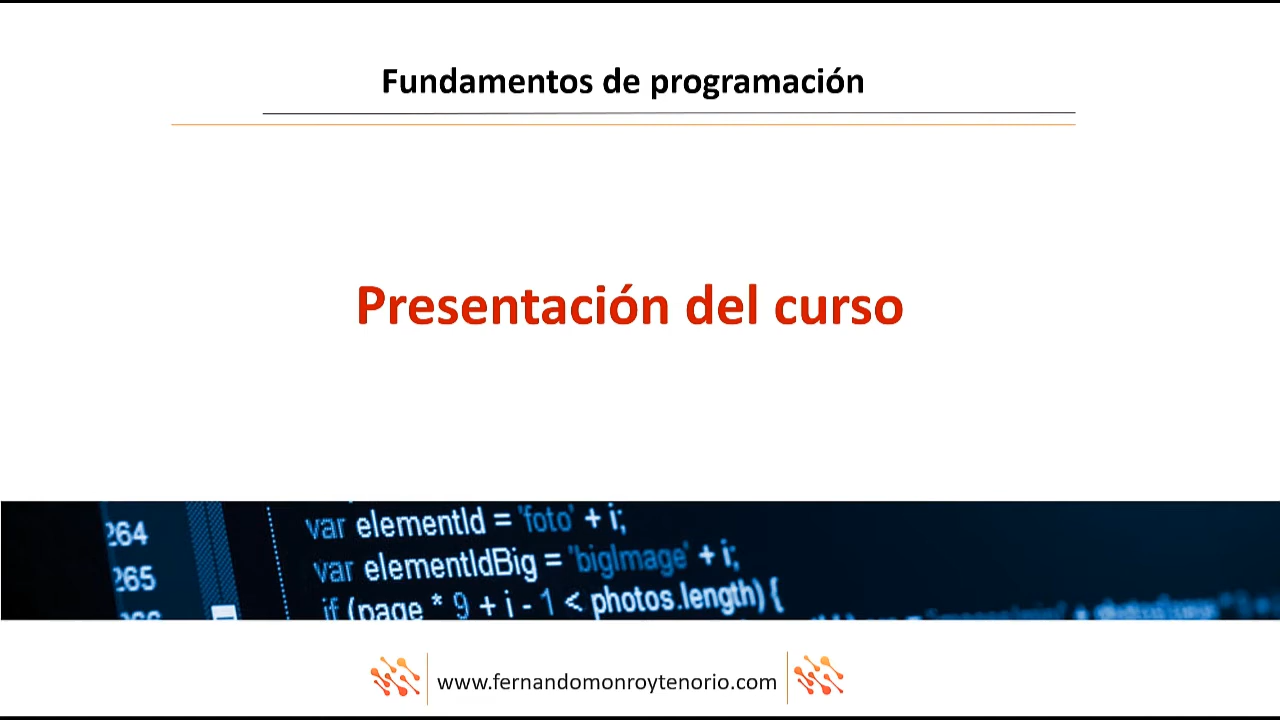 Fundamentos de programación
Presentación del curso
264
265
var elementId = 'foto' + i;
var elementIdBig = 'bigImage' + i;
if (page * 9 + i - 1 < photos.length) {
www.fernandomonroytenorio.com